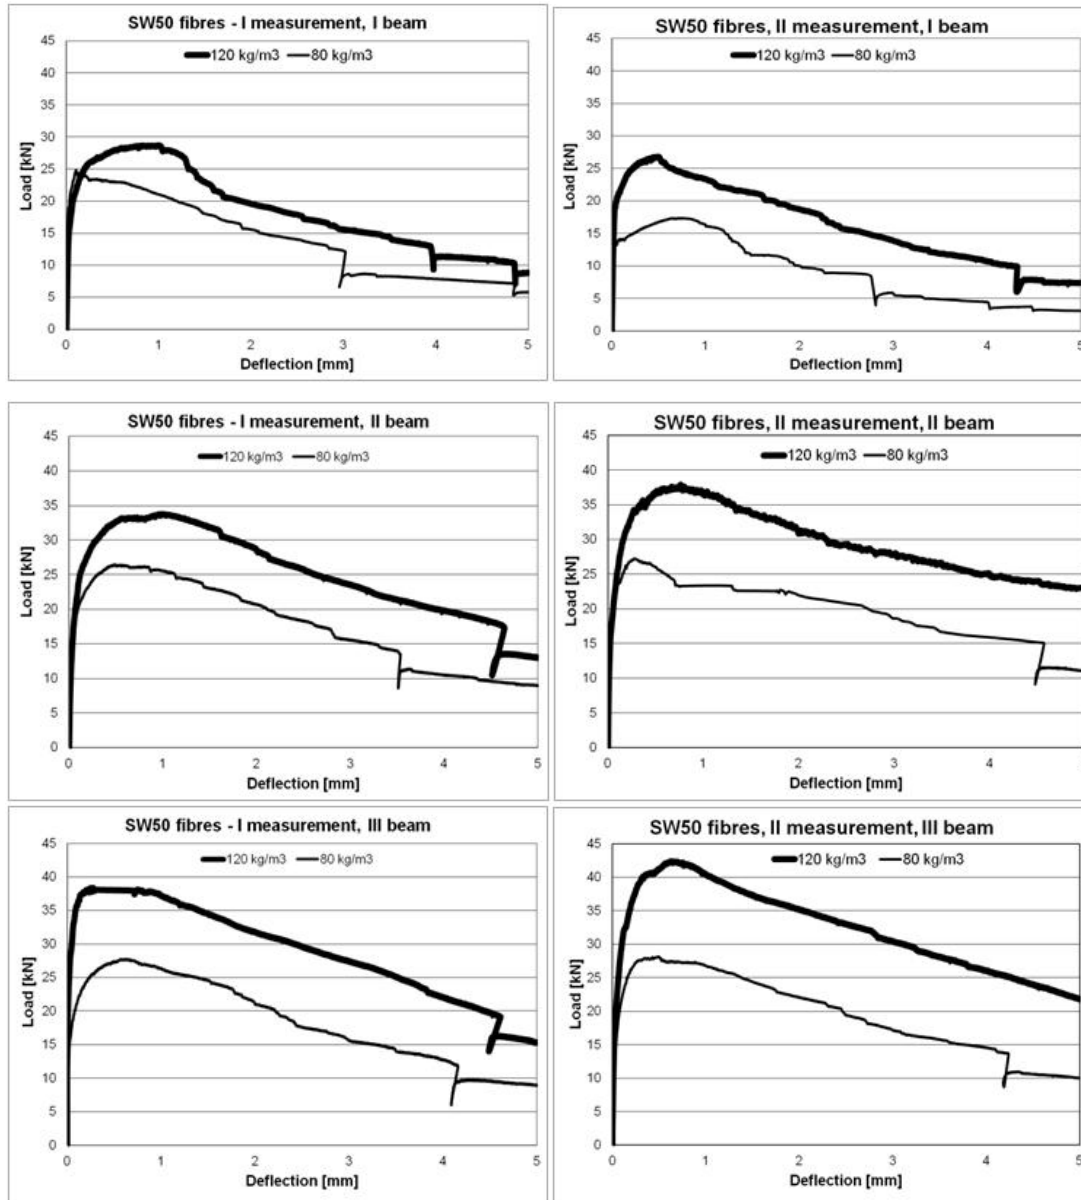 SW50 fibres - I measurement, I beam
120 kg/m3 80 kg/m3
45
40
35
30
25
20
15
10
5
0
Load [kN]
0 1 2 3 4 5
Deflection [mm]
SW50 fibres, II measurement, I beam
120 kg/m3 80 kg/m3
45
40
35
30
25
20
15
10
5
0
Load [kN]
0 1 2 3 4 5
Deflection [mm]
SW50 fibres - I measurement, II beam
120 kg/m3 80 kg/m3
45
40
35
30
25
20
15
10
5
0
Load [kN]
0 1 2 3 4 5
Deflection [mm]
SW50 fibres, II measurement, II beam
120 kg/m3 80 kg/m3
45
40
35
30
25
20
15
10
5
0
Load [kN]
0 1 2 3 4
Deflection [mm]
SW50 fibres - I measurement, III beam
120 kg/m3 80 kg/m3
45
40
35
30
25
20
15
10
5
0
Load [kN]
0 1 2 3 4 5
Deflection [mm]
SW50 fibres, II measurement, III beam
120 kg/m3 80 kg/m3
45
40
35
30
25
20
15
10
5
0
Load [kN]
0 1 2 3 4 5
Deflection [mm]